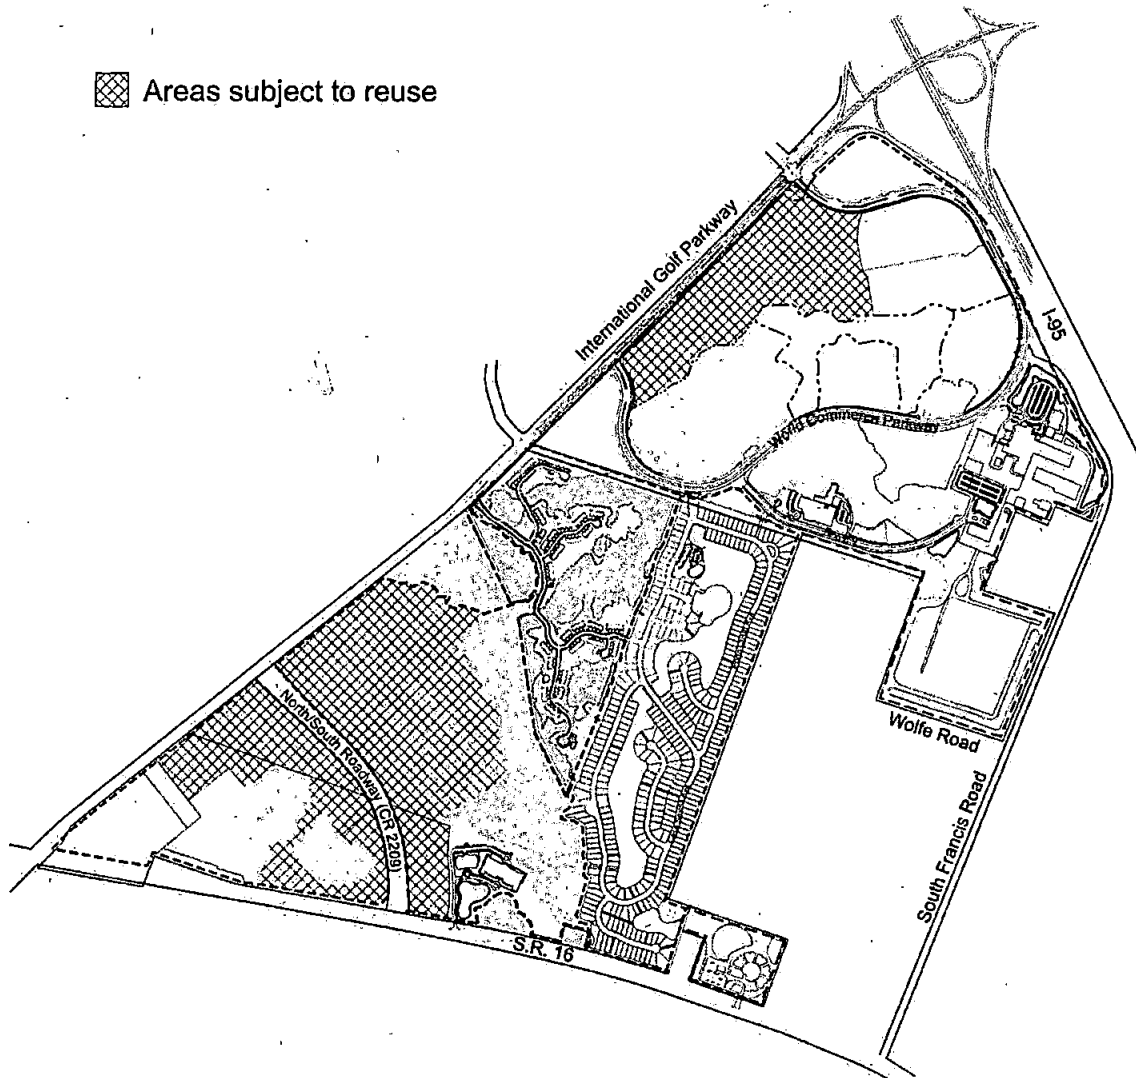 Areas subject to reuse
International Golf Parkway
I-95
World Commerce Parkway
North/South Roadway (CR 2209)
Wolfe Road
South Francis Road
S.R. 16